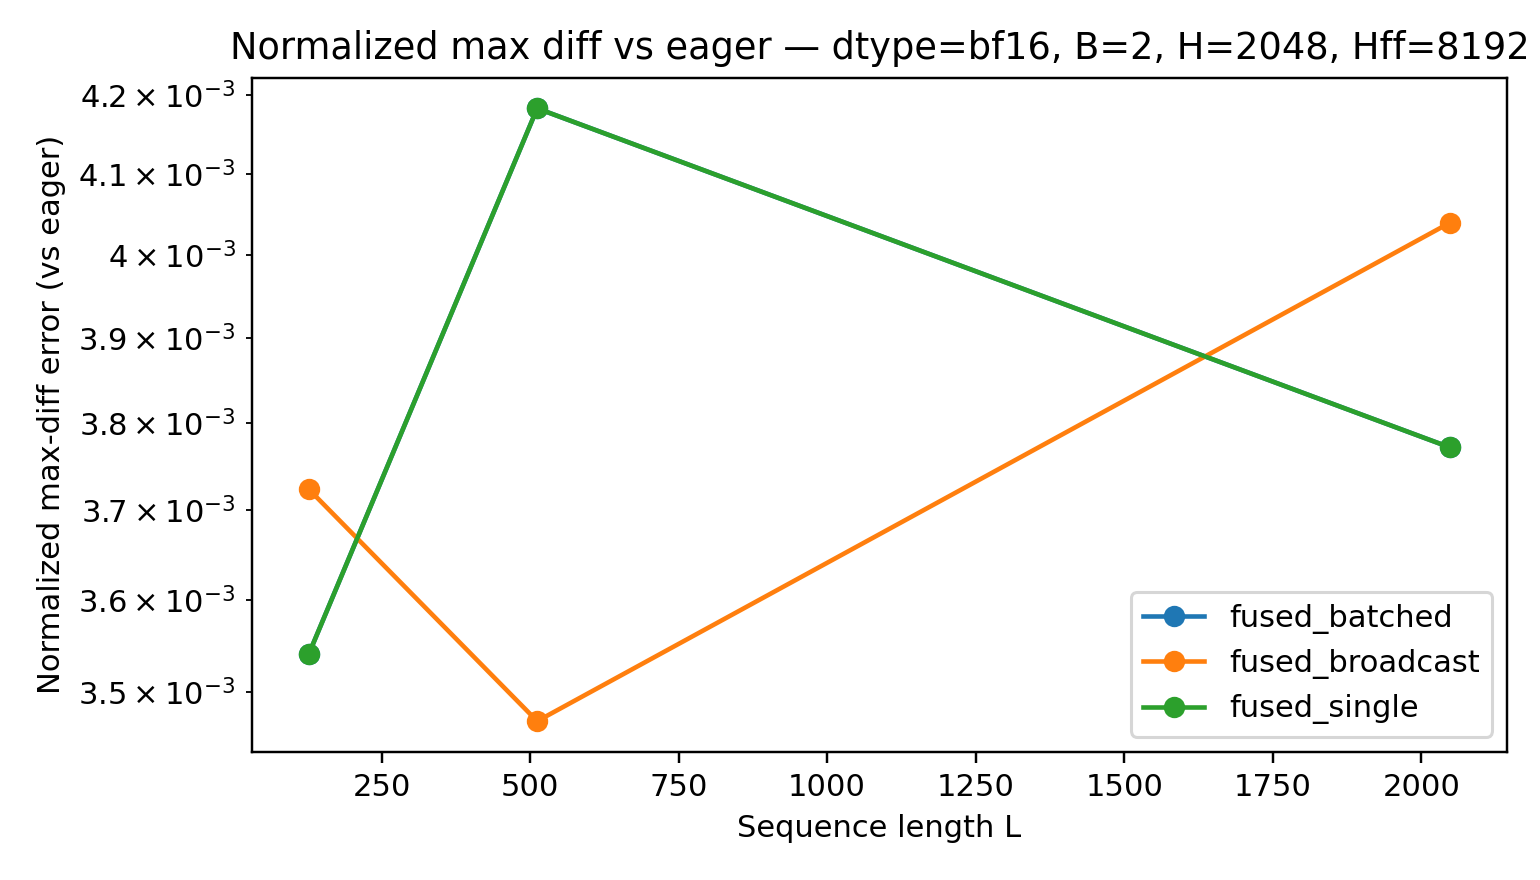 Normalized max diff vs eager — dtype=bf16, B=2, H=2048, Hff=8192
Normalized max-diff error (vs eager)
4.2 × 10⁻³
4.1 × 10⁻³
4 × 10⁻³
3.9 × 10⁻³
3.8 × 10⁻³
3.7 × 10⁻³
3.6 × 10⁻³
3.5 × 10⁻³
fused_batched
fused_broadcast
fused_single
250 500 750 1000 1250 1500 1750 2000
Sequence length L